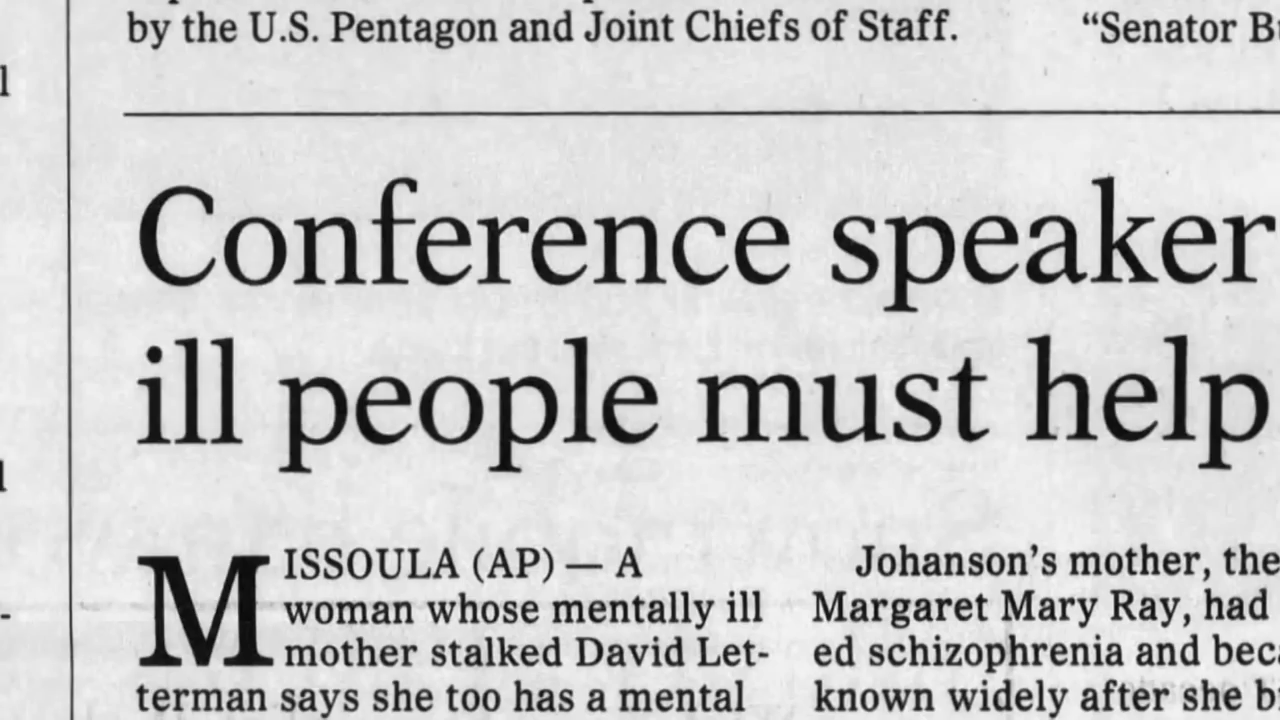 by the U.S. Pentagon and Joint Chiefs of Staff.
“Senator
Conference speaker
ill people must help
MISSOULA (AP) — A
woman whose mentally ill
mother stalked David Let-
terman says she too has a mental
Johanson’s mother, the
Margaret Mary Ray, had
ed schizophrenia and
known widely after she